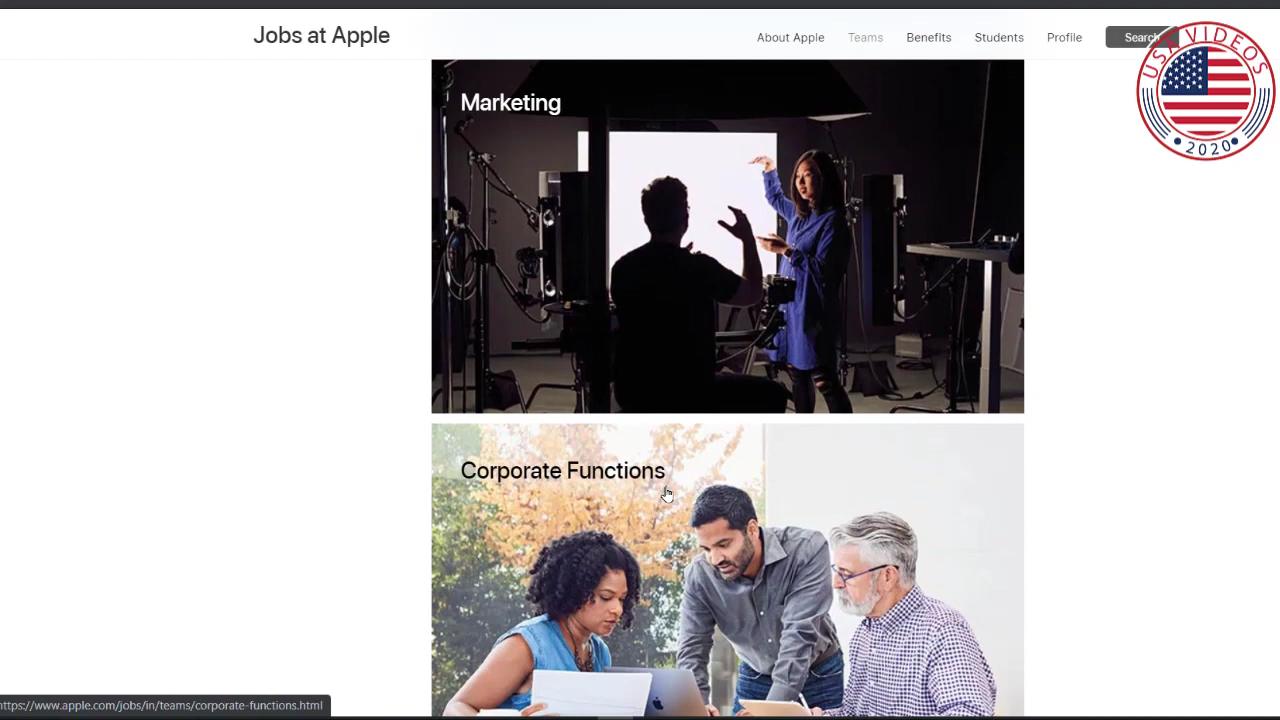 Jobs at Apple
About Apple
Teams
Benefits
Students
Profile
Search
USA VIDEOS
2020
Marketing
Corporate Functions
https://www.apple.com/jobs/in/teams/corporate-functions.html